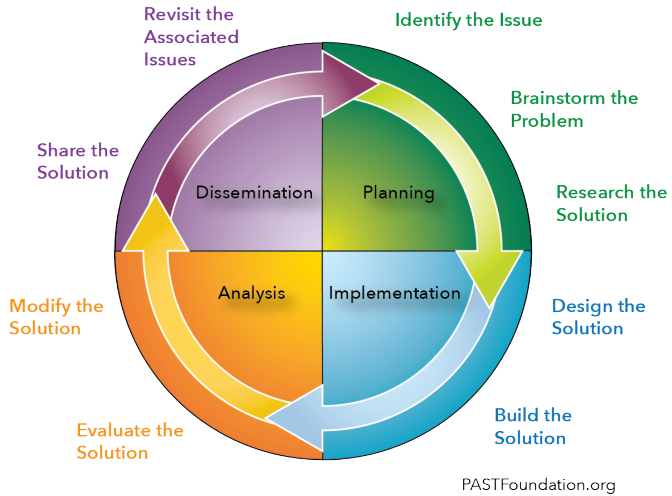 Revisit the
Associated
Issues
Identify the Issue
Brainstorm the
Problem
Share the
Solution
Research the
Solution
Dissemination
Planning
Analysis
Implementation
Modify the
Solution
Design the
Solution
Evaluate the
Solution
Build the
Solution
PASTFoundation.org